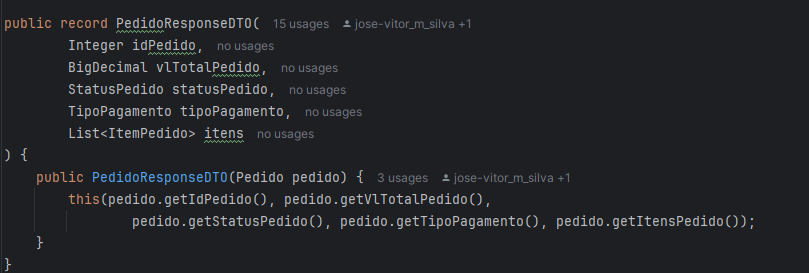 public record PedidoResponseDTO(  15 usages  jose-vitor_m_silva +1
        Integer idPedido,  no usages
        BigDecimal vlTotalPedido,  no usages
        StatusPedido statusPedido,  no usages
        TipoPagamento tipoPagamento,  no usages
        List<ItemPedido> itens  no usages
) {
    public PedidoResponseDTO(Pedido pedido) {  3 usages  jose-vitor_m_silva +1
        this(pedido.getIdPedido(), pedido.getVlTotalPedido(),
                pedido.getStatusPedido(), pedido.getTipoPagamento(), pedido.getItensPedido());
    }
}